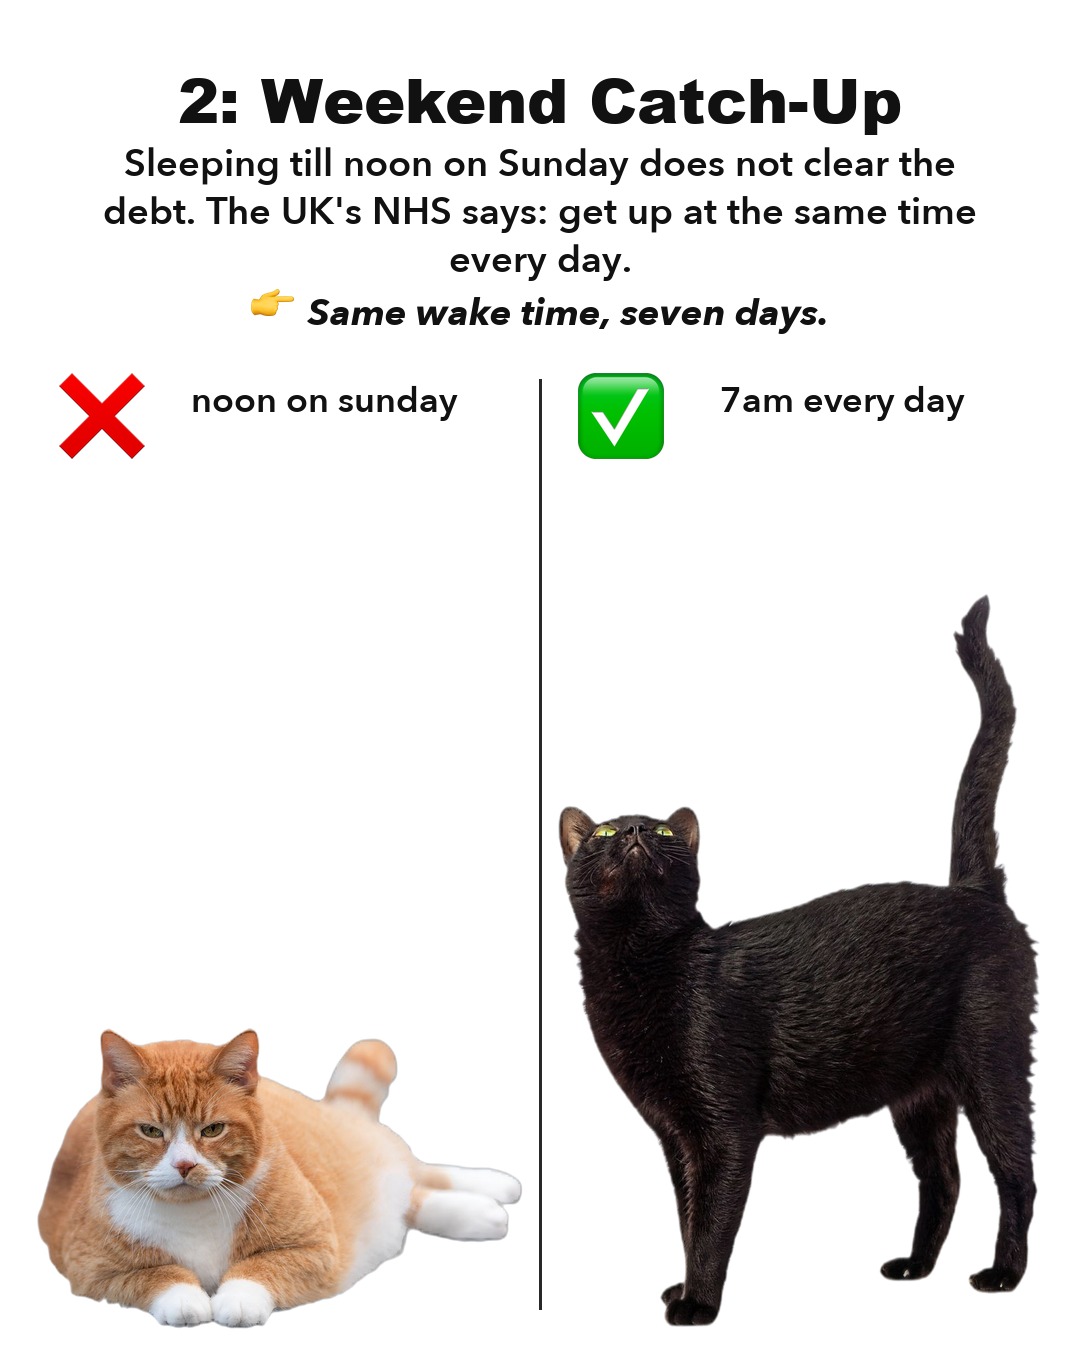 2: Weekend Catch-Up
Sleeping till noon on Sunday does not clear the
debt. The UK's NHS says: get up at the same time
every day.
👉 Same wake time, seven days.
❌ noon on sunday
✅ 7am every day